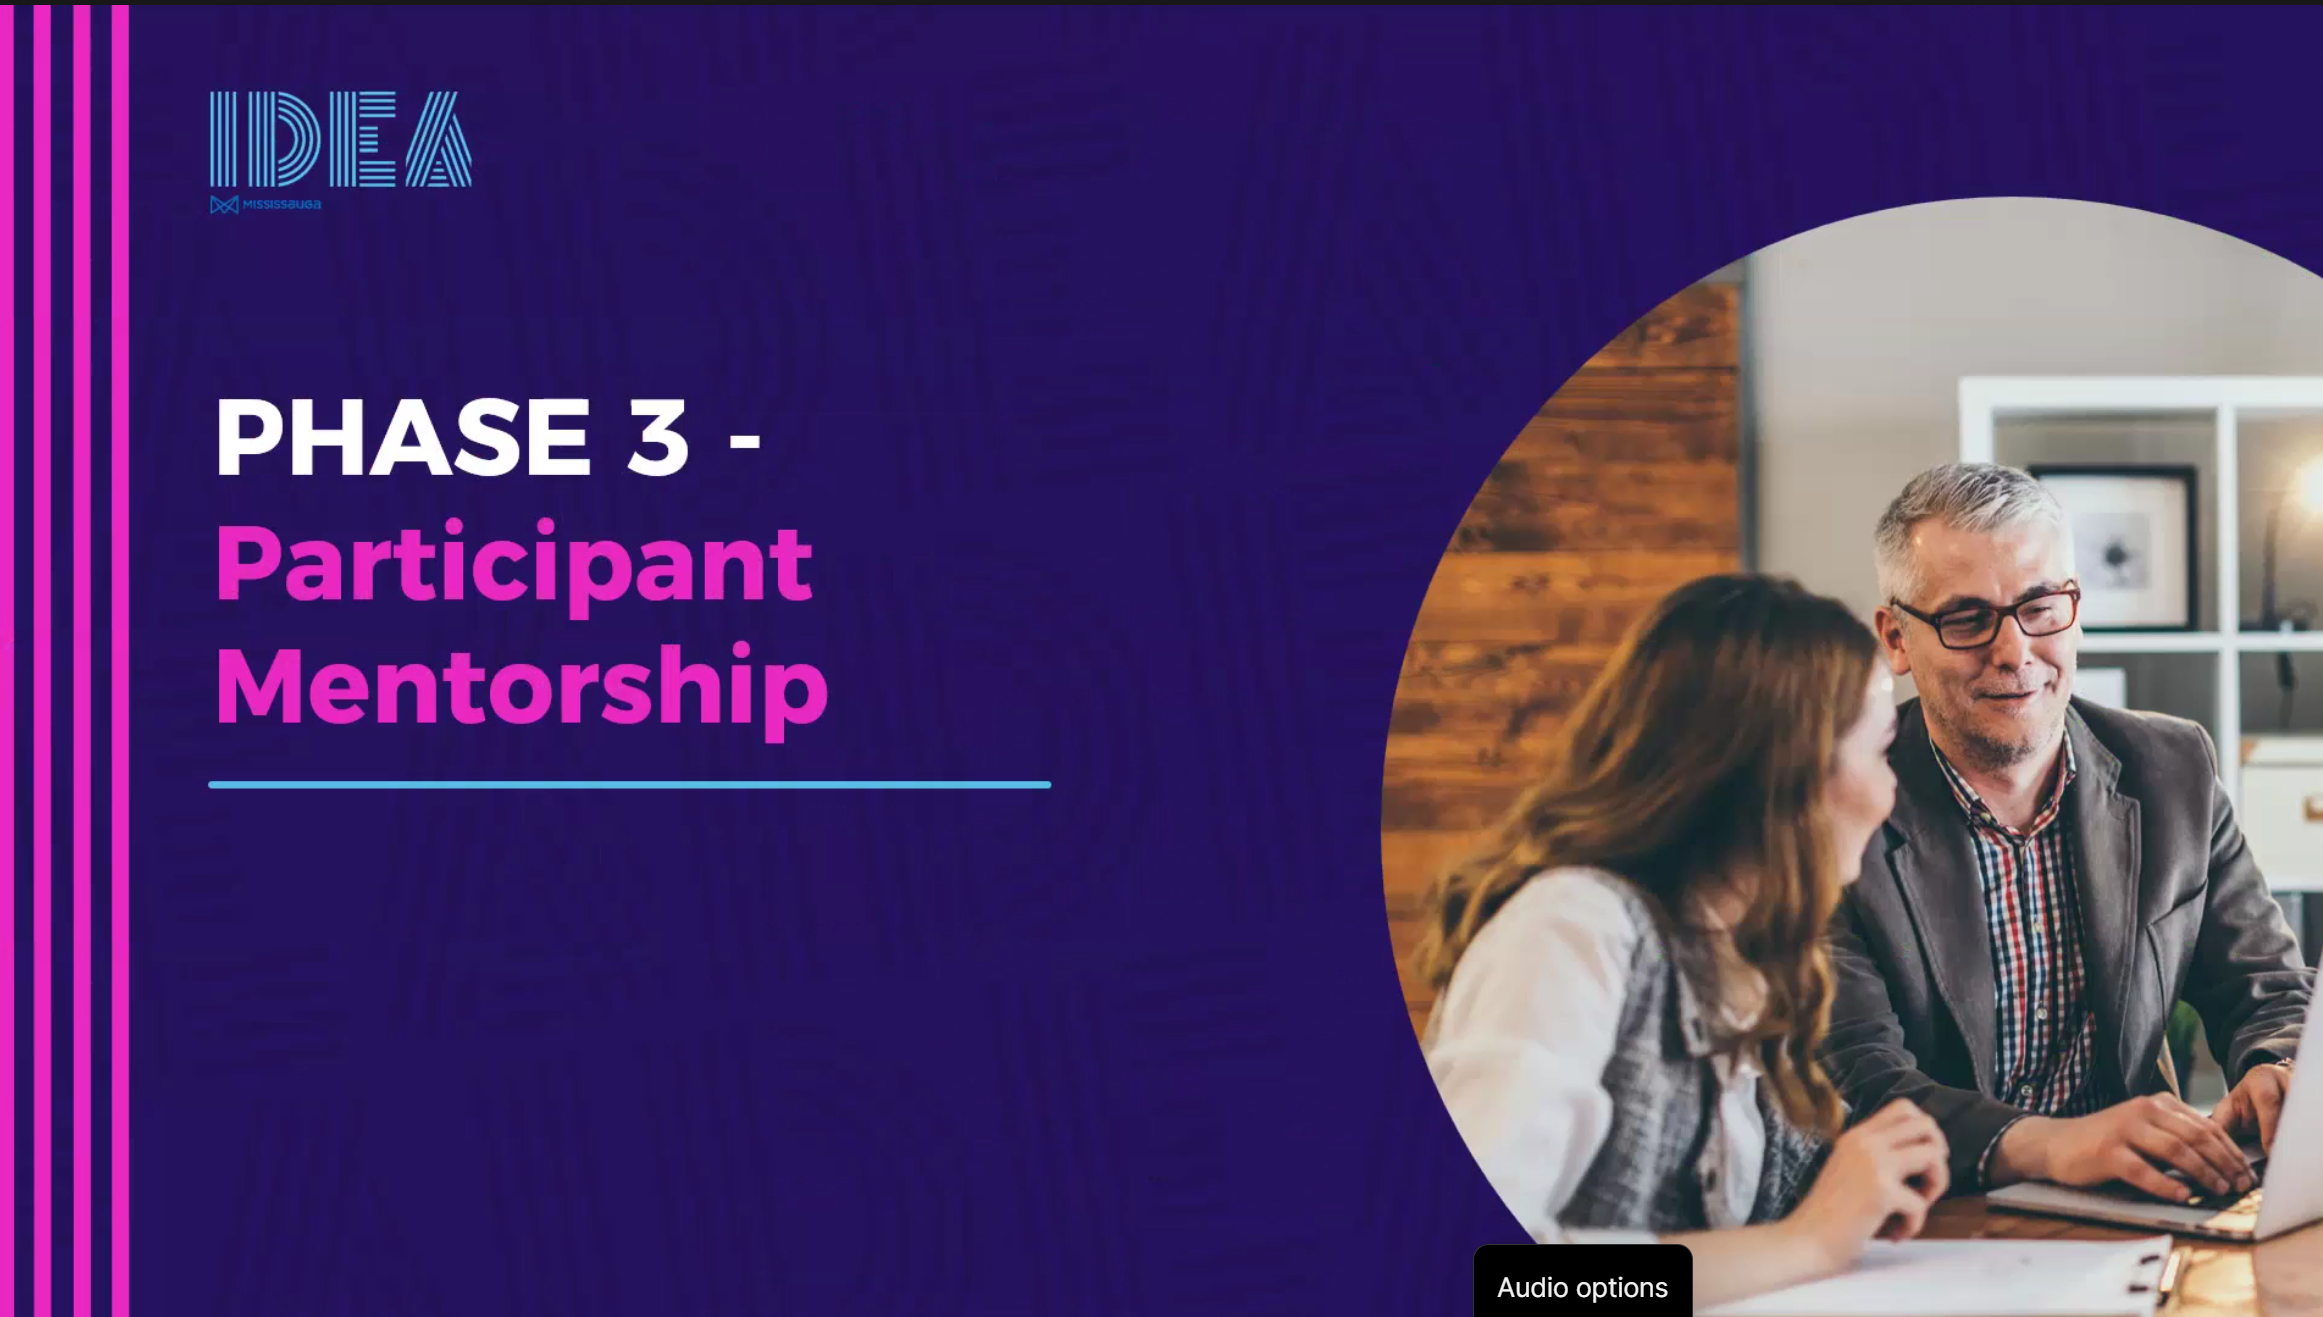 IDEA
MISSISSAUGA
PHASE 3 -
Participant
Mentorship
Audio options